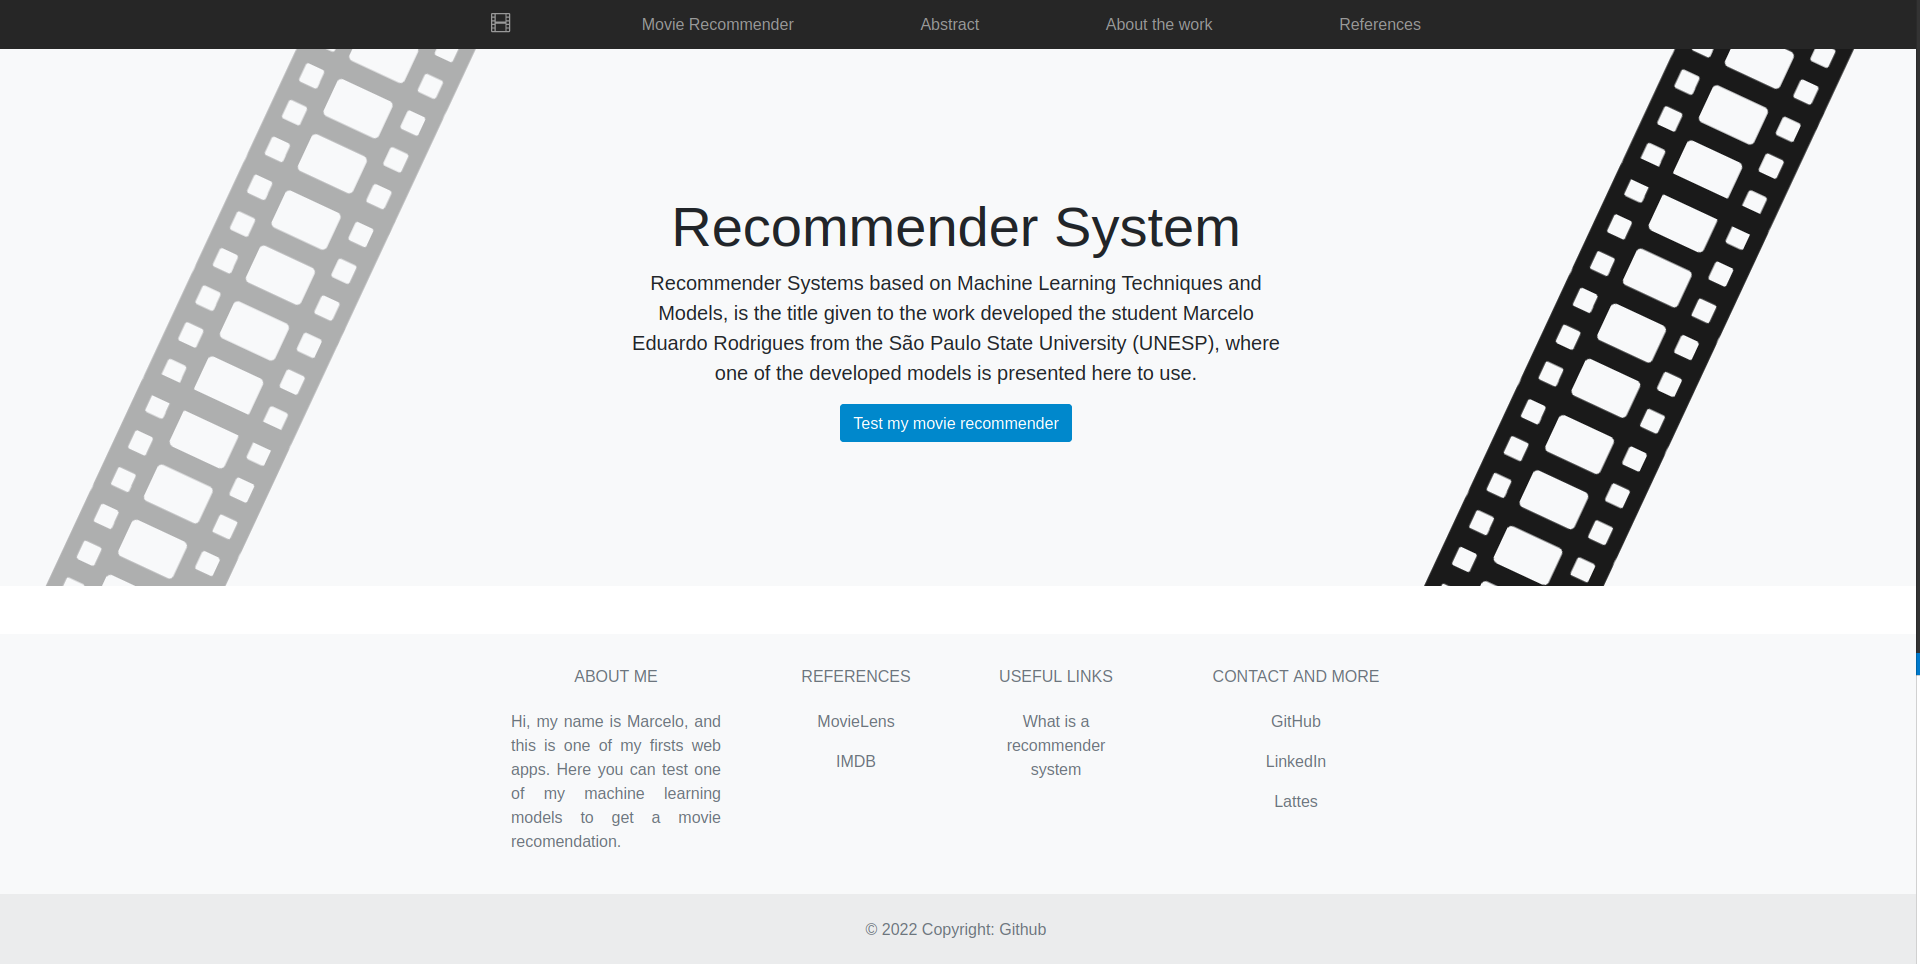 Movie Recommender Abstract About the work References
Recommender System
Recommender Systems based on Machine Learning Techniques and
Models, is the title given to the work developed the student Marcelo
Eduardo Rodrigues from the São Paulo State University (UNESP), where
one of the developed models is presented here to use.
Test my movie recommender
ABOUT ME
Hi, my name is Marcelo, and
this is one of my firsts web
apps. Here you can test one
of my machine learning
models to get a movie
recomendation.
REFERENCES
MovieLens
IMDB
USEFUL LINKS
What is a
recommender
system
CONTACT AND MORE
GitHub
LinkedIn
Lattes
© 2022 Copyright: Github